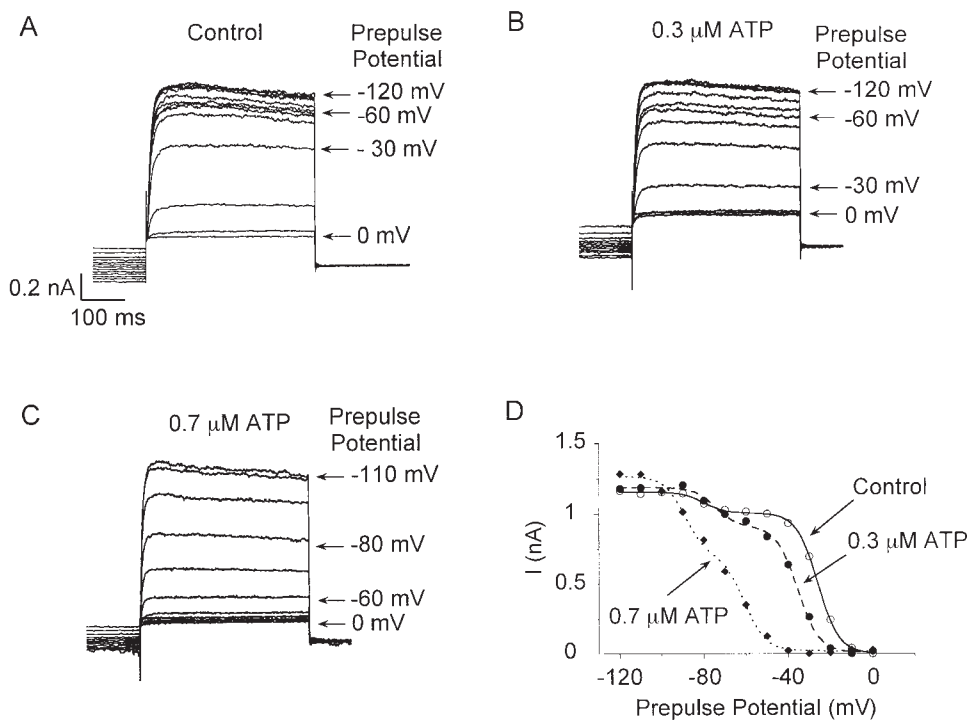 A
Control
Prepulse
Potential
-120 mV
-60 mV
- 30 mV
0 mV
0.2 nA
100 ms
B
0.3 μM ATP
Prepulse
Potential
-120 mV
-60 mV
-30 mV
0 mV
C
0.7 μM ATP
Prepulse
Potential
-110 mV
-80 mV
-60 mV
0 mV
D
1.5
1
0.5
0
I (nA)
Control
0.3 μM ATP
0.7 μM ATP
-120
-80
-40
0
Prepulse Potential (mV)